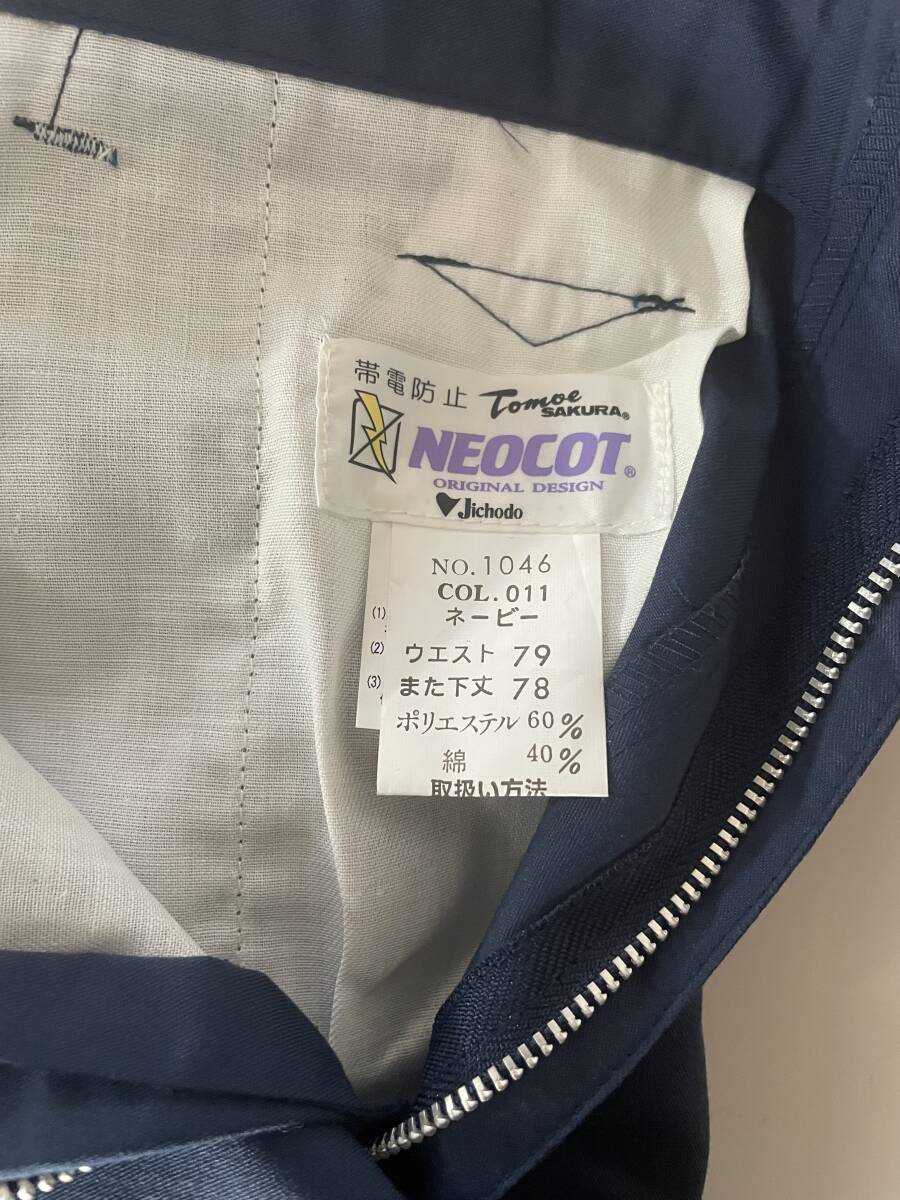 帯電防止 Tomoe
SAKURA®
NEOCOT®
ORIGINAL DESIGN
Jichodo
NO.1046
COL.011
ネービー
(1)
(2)
ウエスト 79
(3)
また下丈 78
ポリエステル 60%
綿 40%
取扱い方法